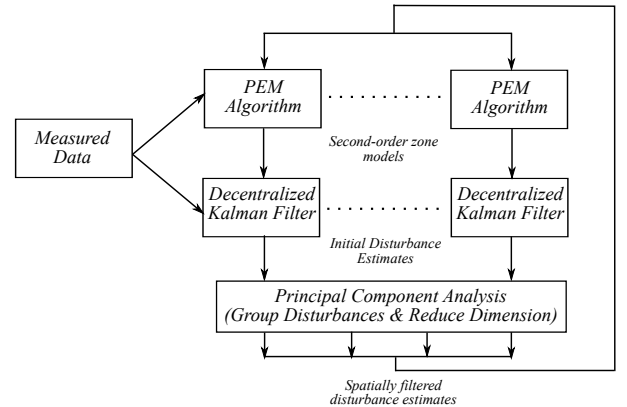 PEM
Algorithm
PEM
Algorithm
Measured
Data
Second-order zone
models
Decentralized
Kalman Filter
Decentralized
Kalman Filter
Initial Disturbance
Estimates
Principal Component Analysis
(Group Disturbances & Reduce Dimension)
Spatially filtered
disturbance estimates